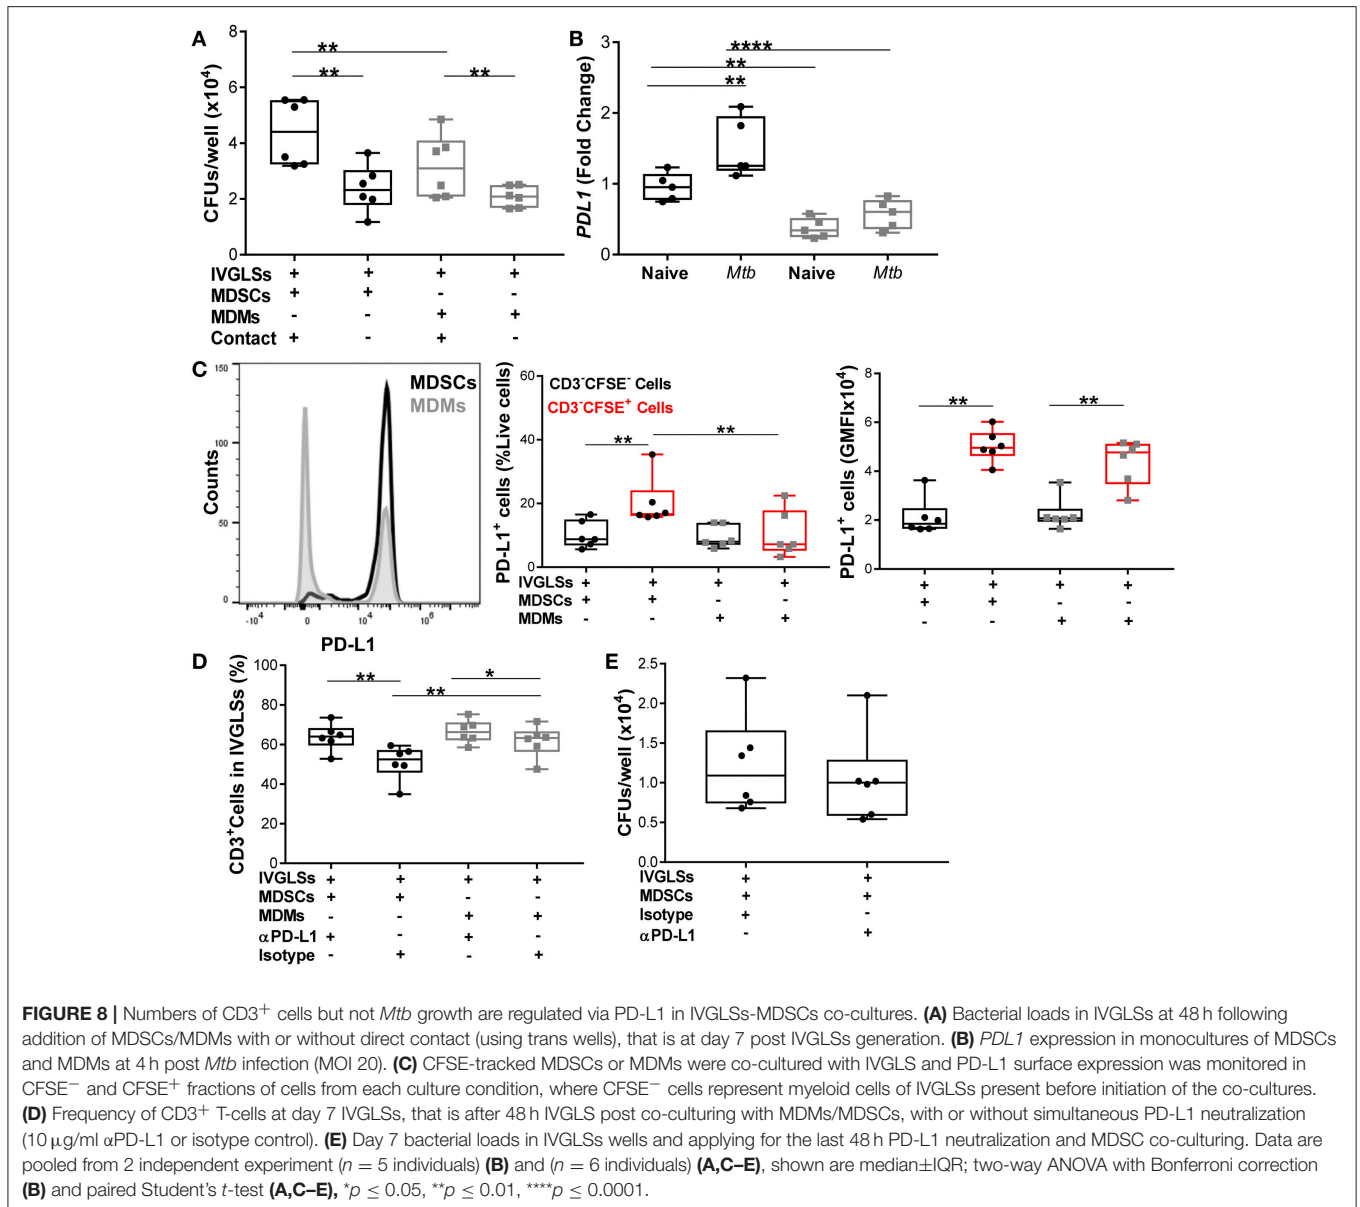 A
CFUs/well (x10⁴)
8
6
4
2
0
**
**
**
IVGLSs + + + +
MDSCs + + - -
MDMs - - + +
Contact + - + -
B
PDL1 (Fold Change)
3
2
1
0
****
**
**
Naive Mtb Naive Mtb
C
Counts
150
100
50
0
MDSCs
MDMs
-10⁴ 0 10⁴ 10⁶
PD-L1
PD-L1⁺ cells (%Live cells)
60
40
20
0
CD3⁻CFSE⁻ Cells
CD3⁻CFSE⁺ Cells
**
**
IVGLSs + + + +
MDSCs + + - -
MDMs - - + +
PD-L1⁺ cells (GMFIx10⁴)
8
6
4
2
0
**
**
+ + + +
+ + - -
- - + +
D
CD3⁺Cells in IVGLSs (%)
100
80
60
40
20
0
**
**
*
IVGLSs + + + +
MDSCs + + - -
MDMs - - + +
αPD-L1 + - + -
Isotype - + - +
E
CFUs/well (x10⁴)
2.5
2.0
1.5
1.0
0.5
0.0
IVGLSs + +
MDSCs + +
Isotype + -
αPD-L1 - +
FIGURE 8 | Numbers of CD3⁺ cells but not Mtb growth are regulated via PD-L1 in IVGLSs-MDSCs co-cultures. (A) Bacterial loads in IVGLSs at 48 h following
addition of MDSCs/MDMs with or without direct contact (using trans wells), that is at day 7 post IVGLSs generation. (B) PDL1 expression in monocultures of MDSCs
and MDMs at 4 h post Mtb infection (MOI 20). (C) CFSE-tracked MDSCs or MDMs were co-cultured with IVGLS and PD-L1 surface expression was monitored in
CFSE⁻ and CFSE⁺ fractions of cells from each culture condition, where CFSE⁻ cells represent myeloid cells of IVGLSs present before initiation of the co-cultures.
(D) Frequency of CD3⁺ T-cells at day 7 IVGLSs, that is after 48 h IVGLS post co-culturing with MDMs/MDSCs, with or without simultaneous PD-L1 neutralization
(10 μg/ml αPD-L1 or isotype control). (E) Day 7 bacterial loads in IVGLSs wells and applying for the last 48 h PD-L1 neutralization and MDSC co-culturing. Data are
pooled from 2 independent experiment (n = 5 individuals) (B) and (n = 6 individuals) (A,C–E), shown are median±IQR; two-way ANOVA with Bonferroni correction
(B) and paired Student's t-test (A,C–E), *p ≤ 0.05, **p ≤ 0.01, ****p ≤ 0.0001.